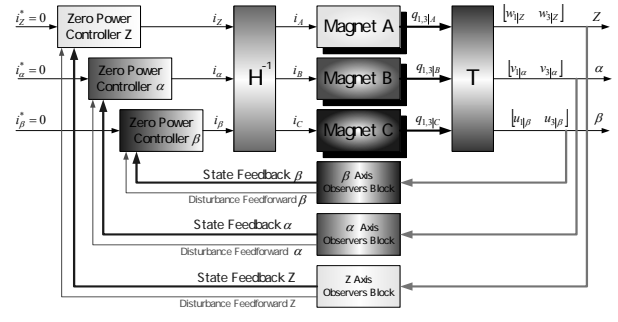 i*Z = 0
Zero Power
Controller Z
iZ
iA
Magnet A
q1,3|A
[w1|Z w3|Z]
Z
i*α = 0
Zero Power
Controller α
iα
H-1
iB
Magnet B
q1,3|B
T
[v1|α v3|α]
α
i*β = 0
Zero Power
Controller β
iβ
iC
Magnet C
q1,3|C
[u1|β u3|β]
β
State Feedback β
Disturbance Feedforward β
β Axis
Observers Block
State Feedback α
Disturbance Feedforward α
α Axis
Observers Block
State Feedback Z
Disturbance Feedforward Z
Z Axis
Observers Block